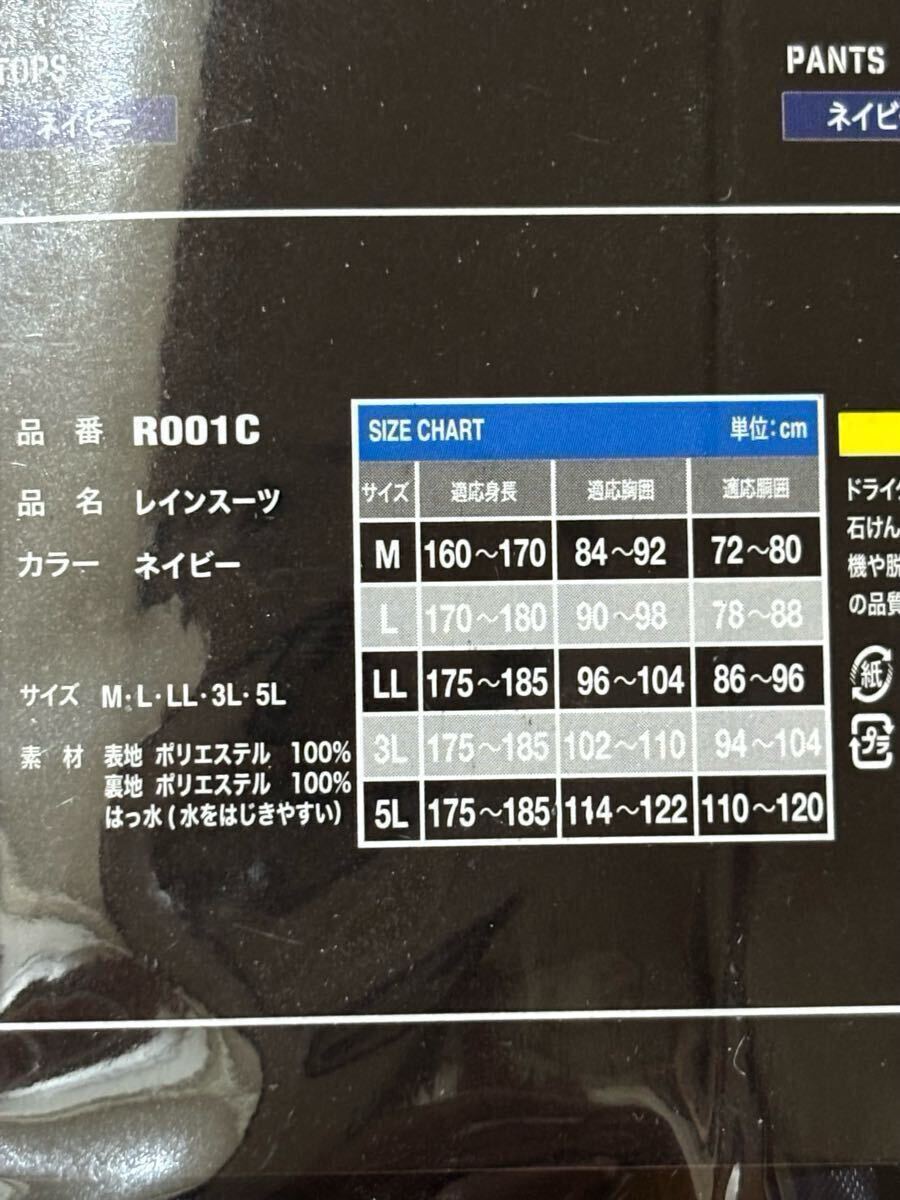 TOPS
ネイビー
PANTS
ネイビ
品 番 R001C
品 名 レインスーツ
カラー ネイビー
サイズ M・L・LL・3L・5L
素 材 表地 ポリエステル 100%
裏地 ポリエステル 100%
はっ水 (水をはじきやすい)
SIZE CHART 単位:cm
サイズ 適応身長 適応胸囲 適応胴囲
M 160〜170 84〜92 72〜80
L 170〜180 90〜98 78〜88
LL 175〜185 96〜104 86〜96
3L 175〜185 102〜110 94〜104
5L 175〜185 114〜122 110〜120
ドライ
石けん
機や脱
の品質
紙
プラ